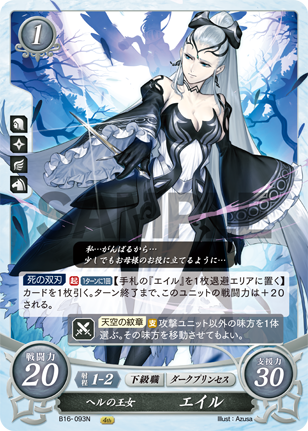 1
SAMPLE
私…がんばるから…
少しでもお母様のお役に立てるように…
死の双刃 起 1ターンに1回【手札の『エイル』を1枚退避エリアに置く】
カードを1枚引く。ターン終了まで、このユニットの戦闘力は+20
される。
天空の紋章 支 攻撃ユニット以外の味方を1体
選ぶ。その味方を移動させてもよい。
戦闘力
20
射程 1-2 下級職 ダークプリンセス
支援力
30
ヘルの王女 エイル
B16-093N 4th Illust : Azusa